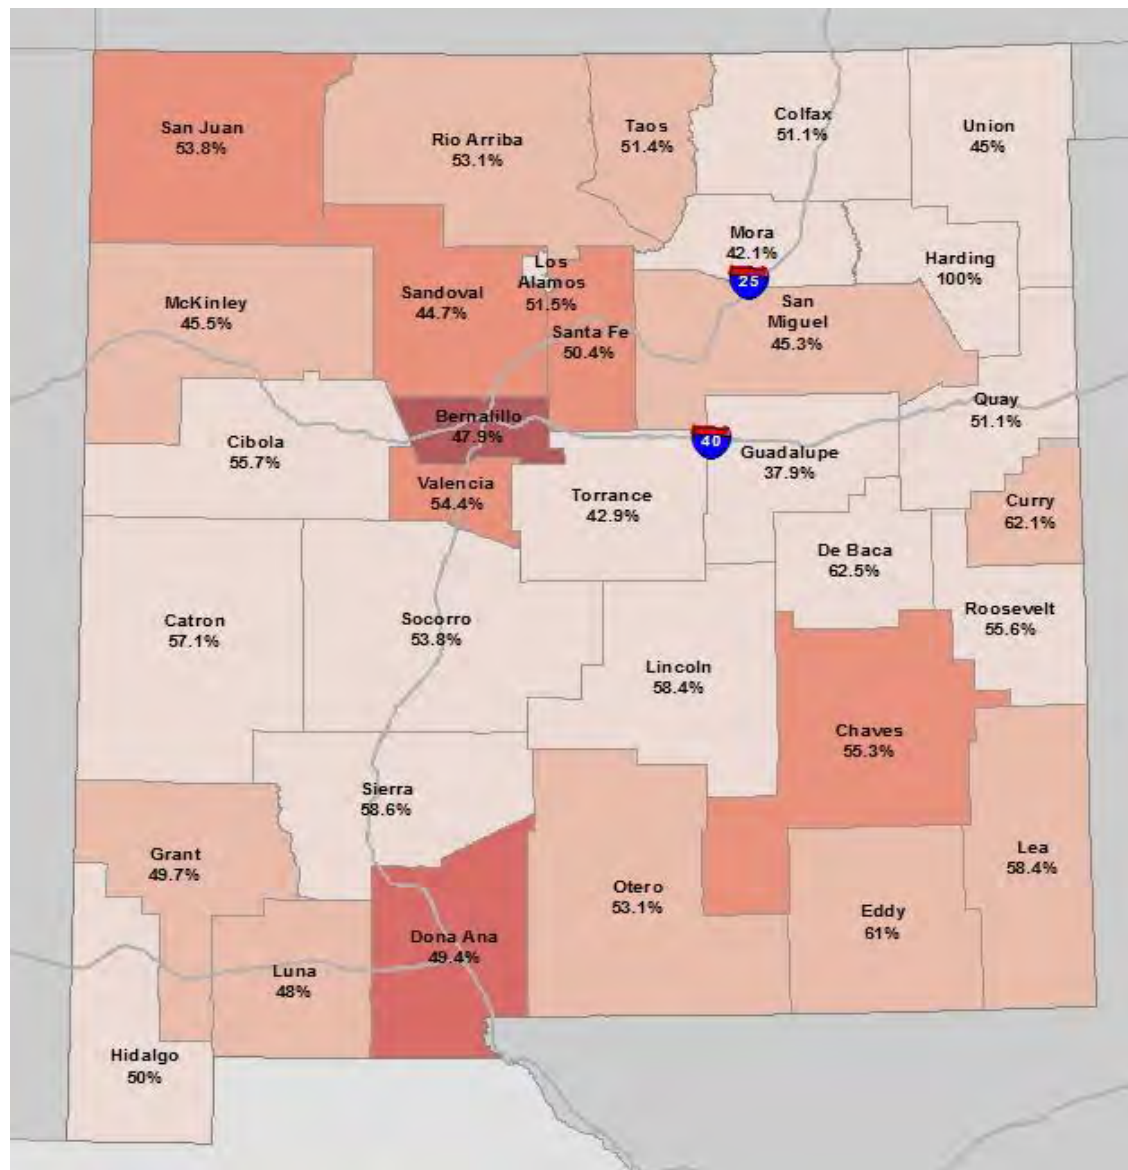 San Juan
53.8%
Rio Arriba
53.1%
Taos
51.4%
Colfax
51.1%
Union
45%
Mora
42.1%
Harding
100%
McKinley
45.5%
Sandoval
44.7%
Los
Alamos
51.5%
Santa Fe
50.4%
25
San
Miguel
45.3%
Quay
51.1%
Cibola
55.7%
Bernalillo
47.9%
40
Guadalupe
37.9%
Valencia
54.4%
Torrance
42.9%
Curry
62.1%
De Baca
62.5%
Roosevelt
55.6%
Catron
57.1%
Socorro
53.8%
Lincoln
58.4%
Chaves
55.3%
Sierra
58.6%
Grant
49.7%
Otero
53.1%
Eddy
61%
Lea
58.4%
Dona Ana
49.4%
Luna
48%
Hidalgo
50%